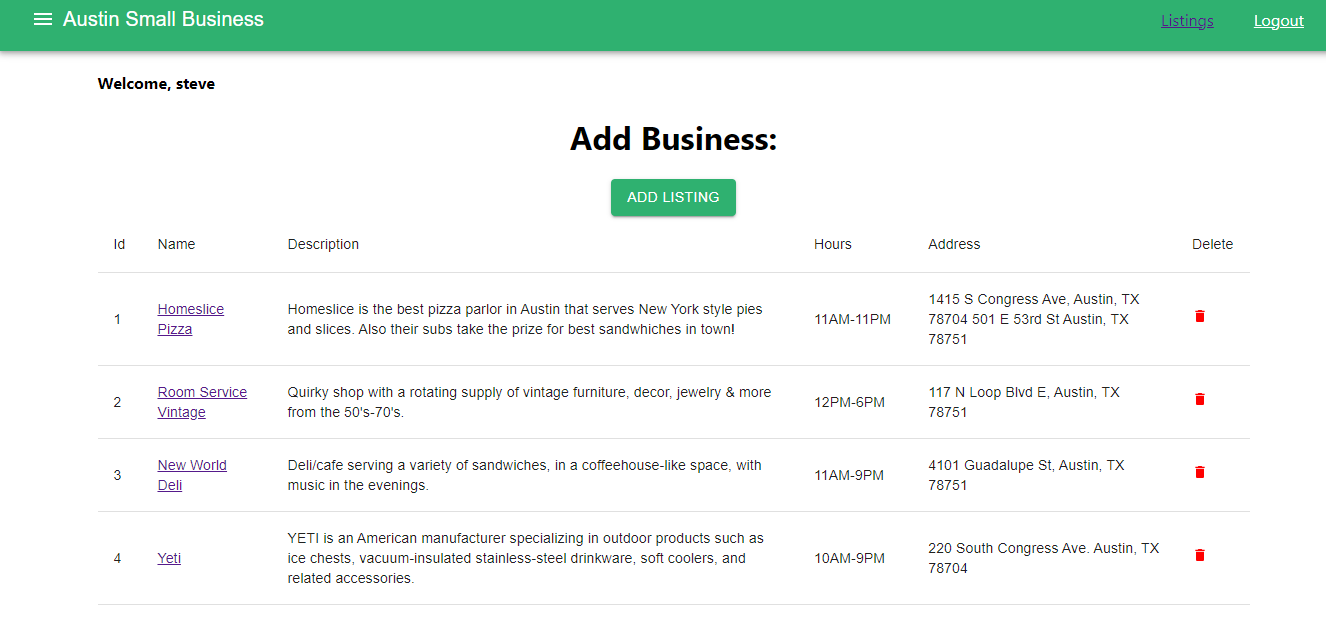 Austin Small Business
Listings
Logout
Welcome, steve
Add Business:
ADD LISTING
Id Name Description Hours Address Delete
1
Homeslice
Pizza
Homeslice is the best pizza parlor in Austin that serves New York style pies
and slices. Also their subs take the prize for best sandwhiches in town!
11AM-11PM
1415 S Congress Ave, Austin, TX
78704 501 E 53rd St Austin, TX
78751
2
Room Service
Vintage
Quirky shop with a rotating supply of vintage furniture, decor, jewelry & more
from the 50's-70's.
12PM-6PM
117 N Loop Blvd E, Austin, TX
78751
3
New World
Deli
Deli/cafe serving a variety of sandwiches, in a coffeehouse-like space, with
music in the evenings.
11AM-9PM
4101 Guadalupe St, Austin, TX
78751
4
Yeti
YETI is an American manufacturer specializing in outdoor products such as
ice chests, vacuum-insulated stainless-steel drinkware, soft coolers, and
related accessories.
10AM-9PM
220 South Congress Ave. Austin, TX
78704